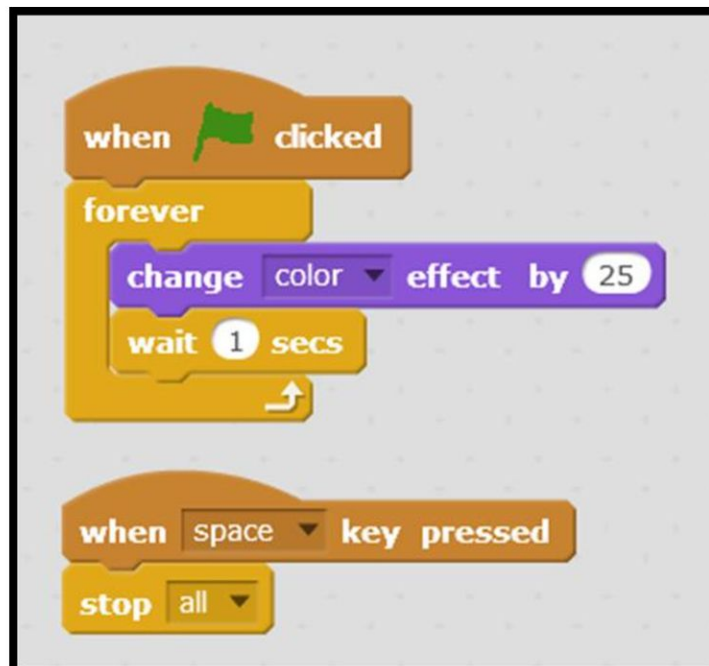 when clicked
forever
change color effect by 25
wait 1 secs
when space key pressed
stop all